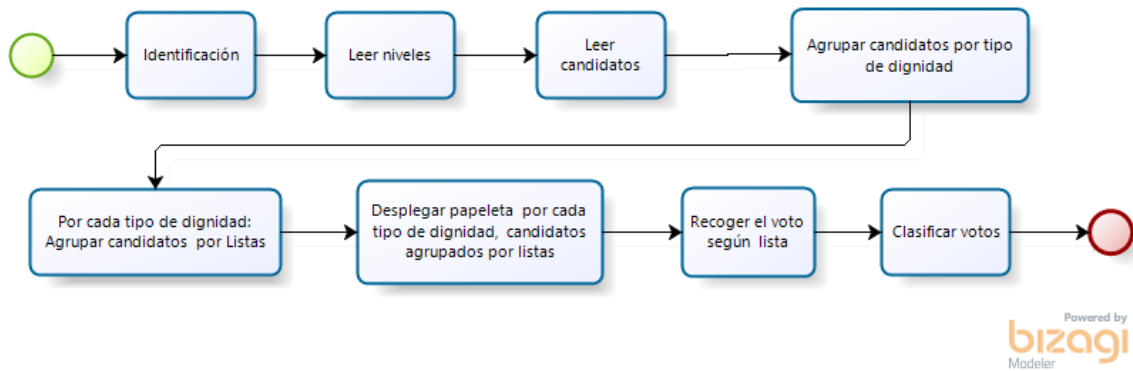 Identificación
Leer niveles
Leer
candidatos
Agrupar candidatos por tipo
de dignidad
Por cada tipo de dignidad:
Agrupar candidatos por Listas
Desplegar papeleta por cada
tipo de dignidad, candidatos
agrupados por listas
Recoger el voto
según lista
Clasificar votos
Powered by
bizagi
Modeler